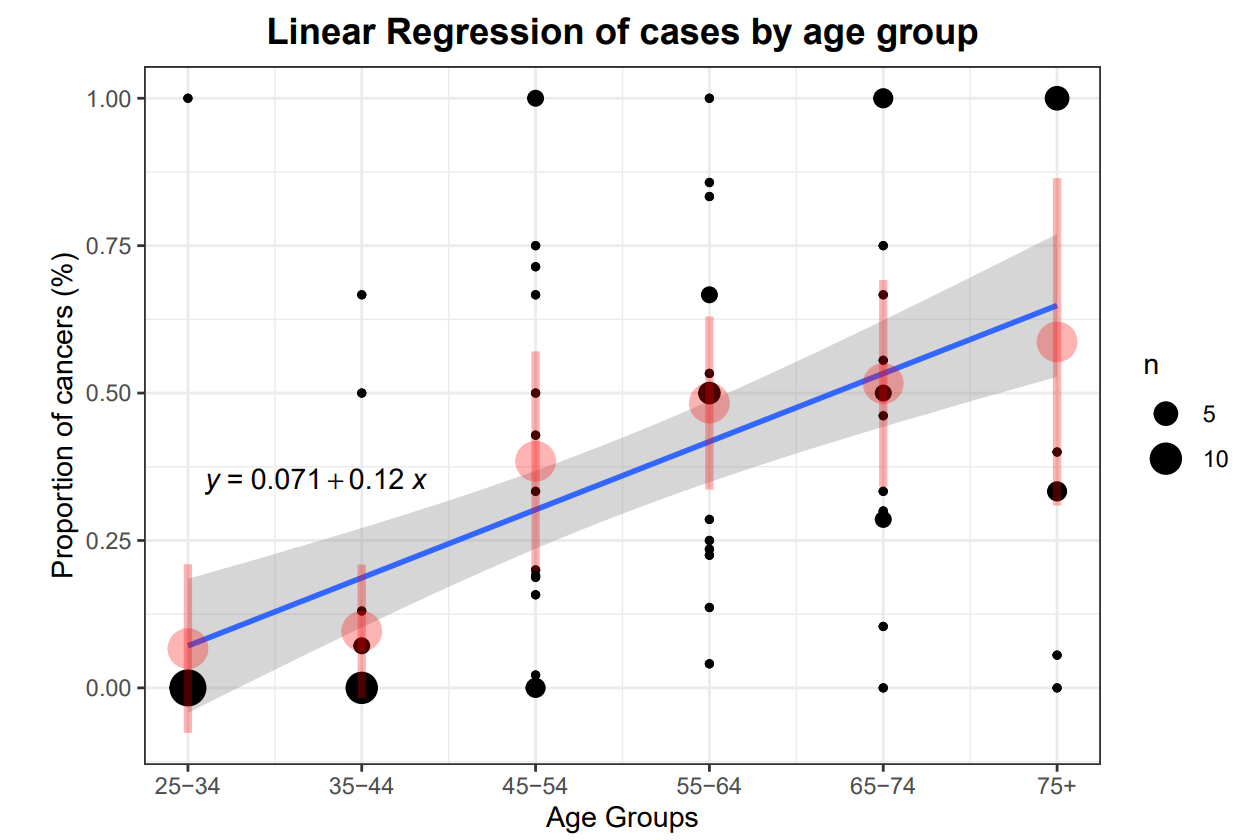 Linear Regression of cases by age group
Proportion of cancers (%)
1.00
0.75
0.50
0.25
0.00
y = 0.071 + 0.12 x
25−34 35−44 45−54 55−64 65−74 75+
Age Groups
n
5
10